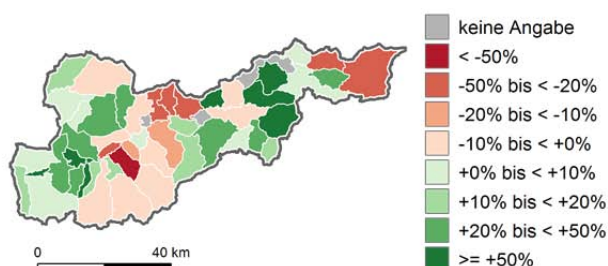 keine Angabe
< -50%
-50% bis < -20%
-20% bis < -10%
-10% bis < +0%
+0% bis < +10%
+10% bis < +20%
+20% bis < +50%
>= +50%
0 40 km